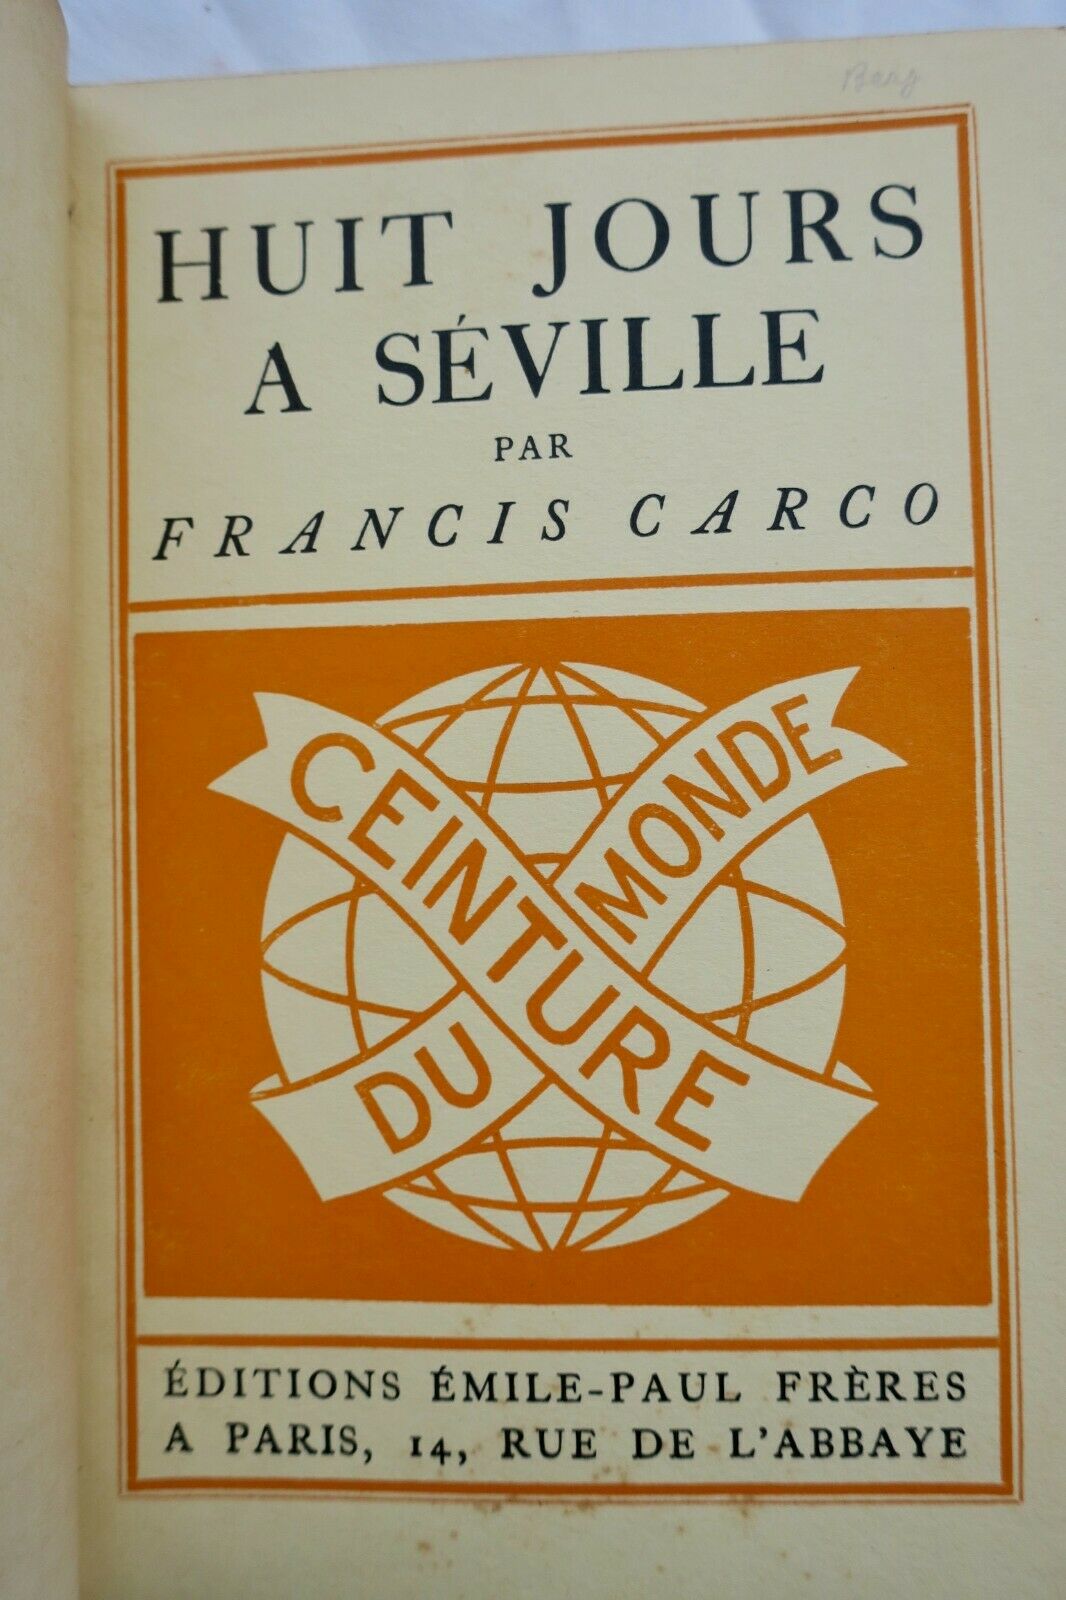 HUIT JOURS
A SÉVILLE
PAR
FRANCIS CARCO
CEINTURE
DU MONDE
ÉDITIONS ÉMILE-PAUL FRÈRES
A PARIS, 14, RUE DE L'ABBAYE